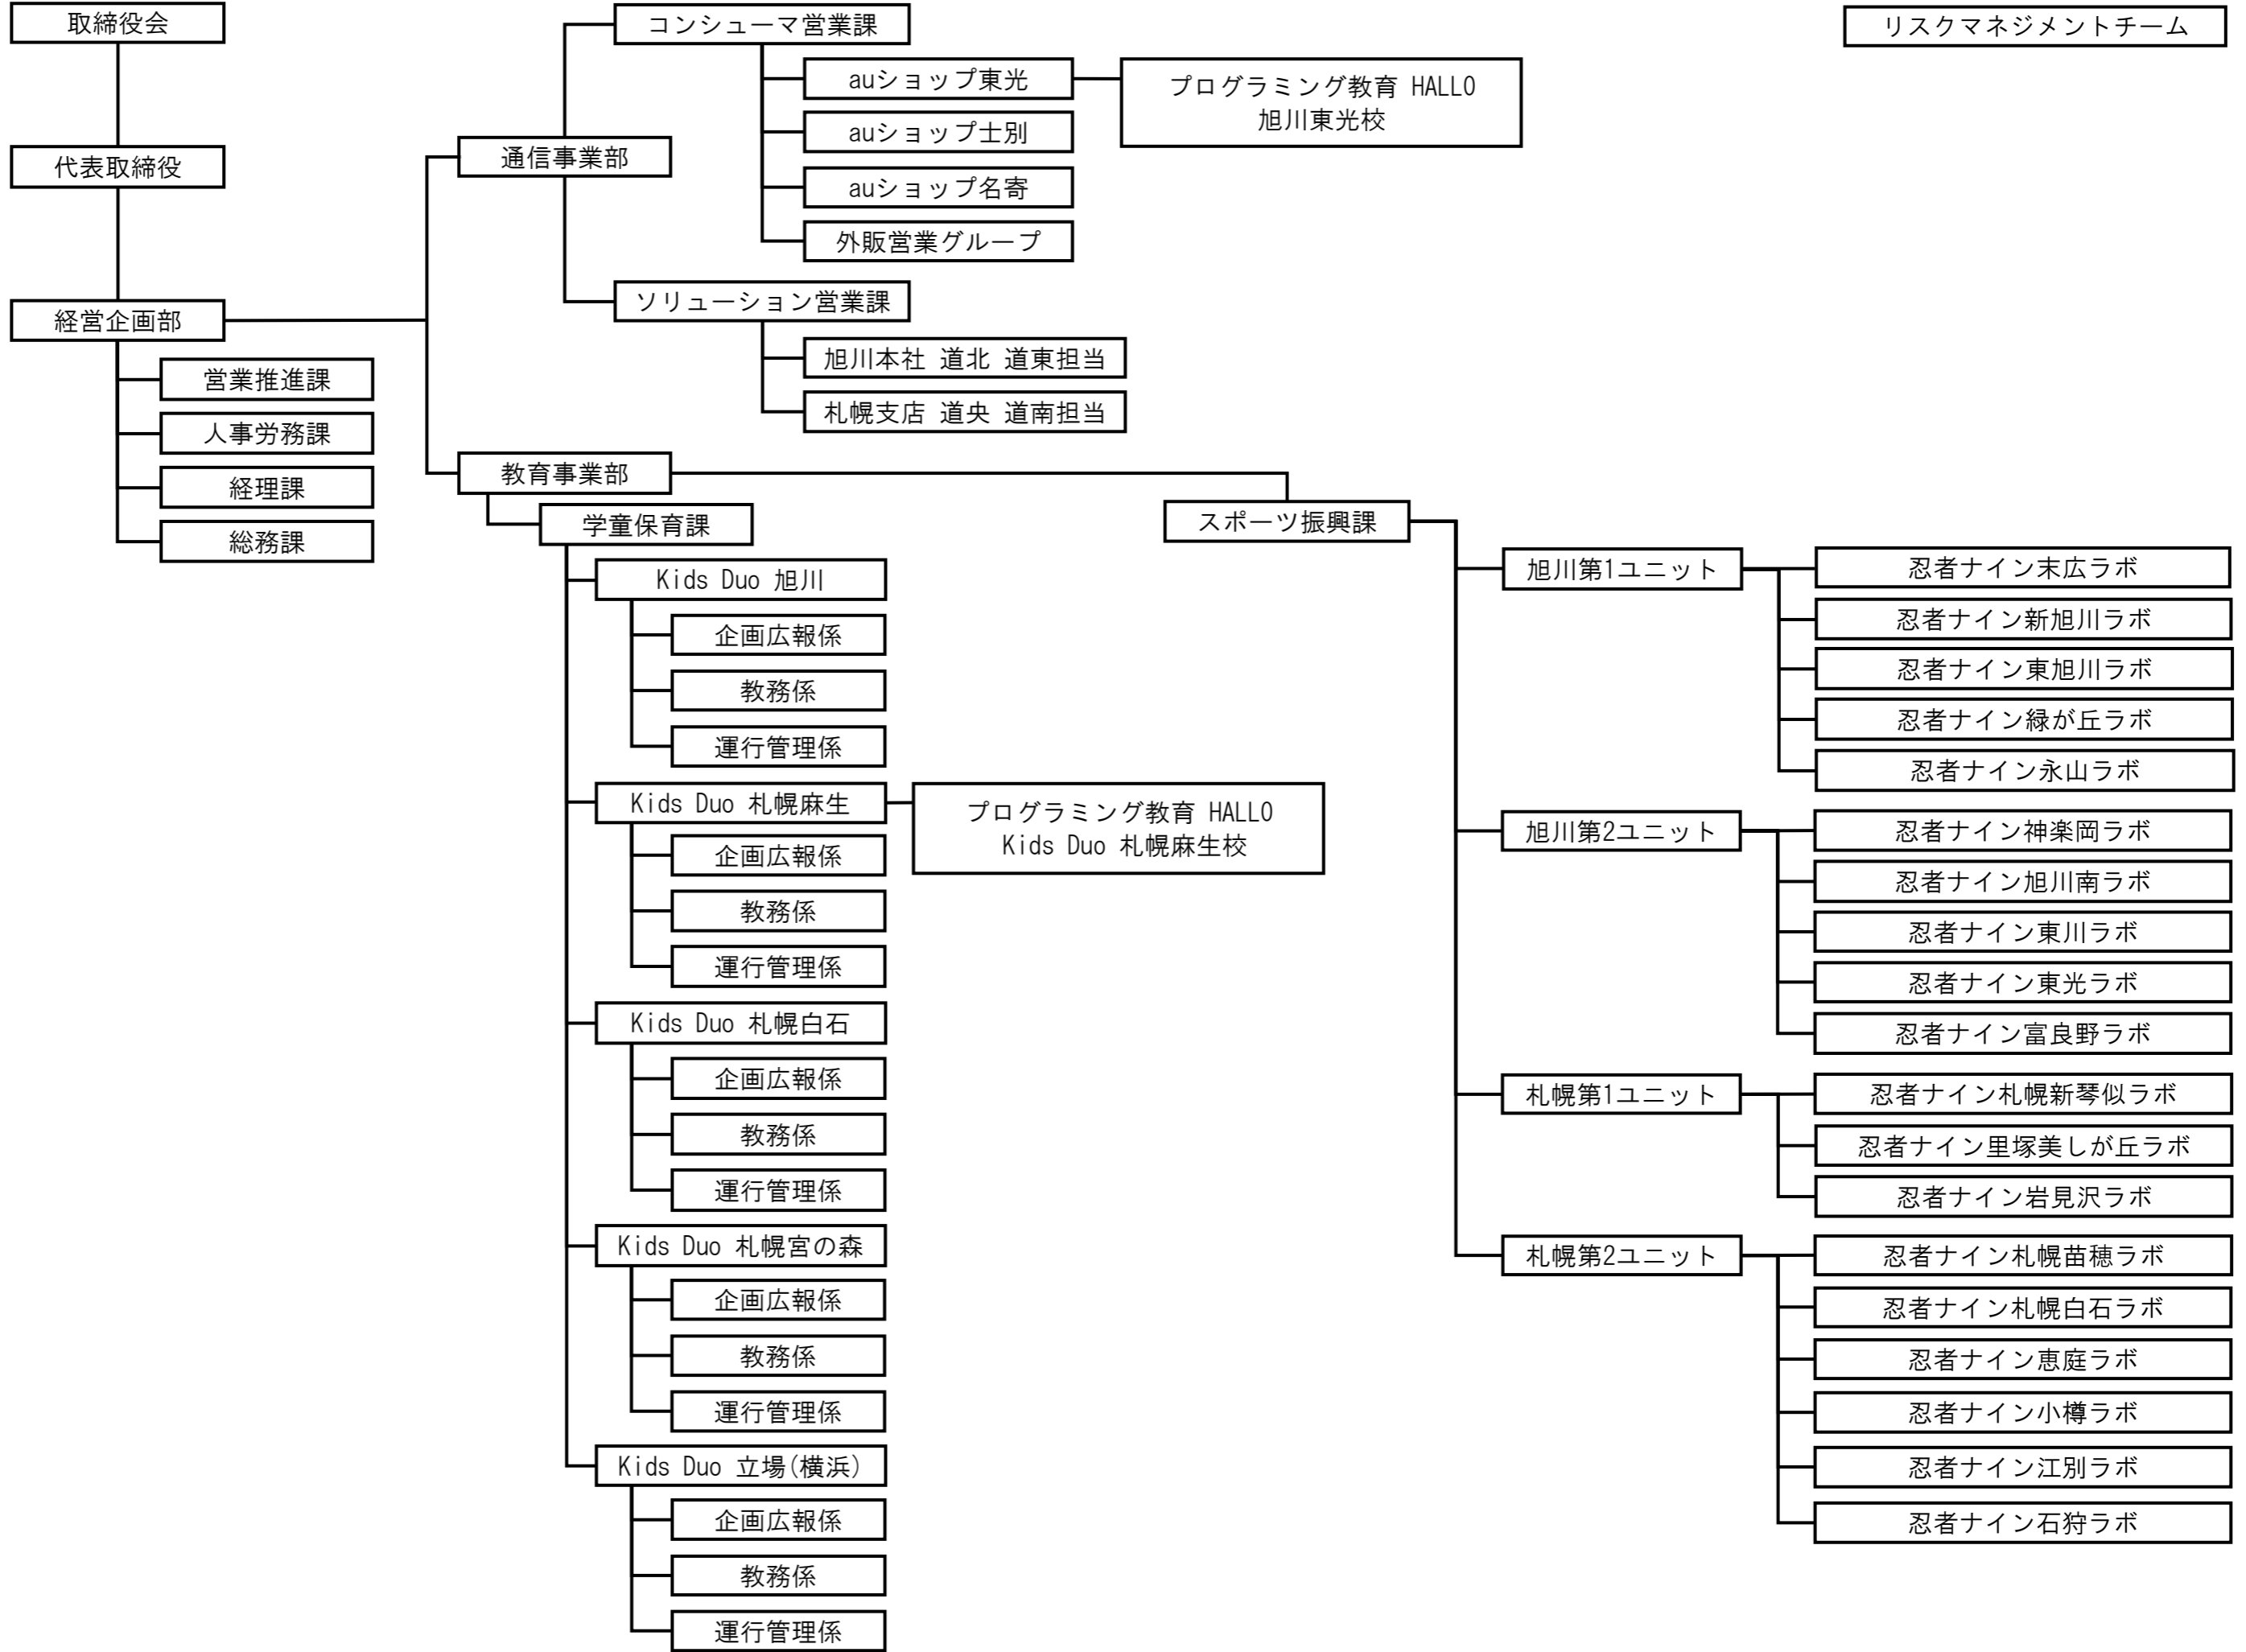 取締役会
代表取締役
経営企画部
営業推進課
人事労務課
経理課
総務課
通信事業部
コンシューマ営業課
auショップ東光
プログラミング教育 HALLO
旭川東光校
auショップ士別
auショップ名寄
外販営業グループ
ソリューション営業課
旭川本社 道北 道東担当
札幌支店 道央 道南担当
教育事業部
学童保育課
Kids Duo 旭川
企画広報係
教務係
運行管理係
Kids Duo 札幌麻生
プログラミング教育 HALLO
Kids Duo 札幌麻生校
企画広報係
教務係
運行管理係
Kids Duo 札幌白石
企画広報係
教務係
運行管理係
Kids Duo 札幌宮の森
企画広報係
教務係
運行管理係
Kids Duo 立場(横浜)
企画広報係
教務係
運行管理係
スポーツ振興課
旭川第1ユニット
忍者ナイン末広ラボ
忍者ナイン新旭川ラボ
忍者ナイン東旭川ラボ
忍者ナイン緑が丘ラボ
忍者ナイン永山ラボ
旭川第2ユニット
忍者ナイン神楽岡ラボ
忍者ナイン旭川南ラボ
忍者ナイン東川ラボ
忍者ナイン東光ラボ
忍者ナイン富良野ラボ
札幌第1ユニット
忍者ナイン札幌新琴似ラボ
忍者ナイン里塚美しが丘ラボ
忍者ナイン岩見沢ラボ
札幌第2ユニット
忍者ナイン札幌苗穂ラボ
忍者ナイン札幌白石ラボ
忍者ナイン恵庭ラボ
忍者ナイン小樽ラボ
忍者ナイン江別ラボ
忍者ナイン石狩ラボ
リスクマネジメントチーム